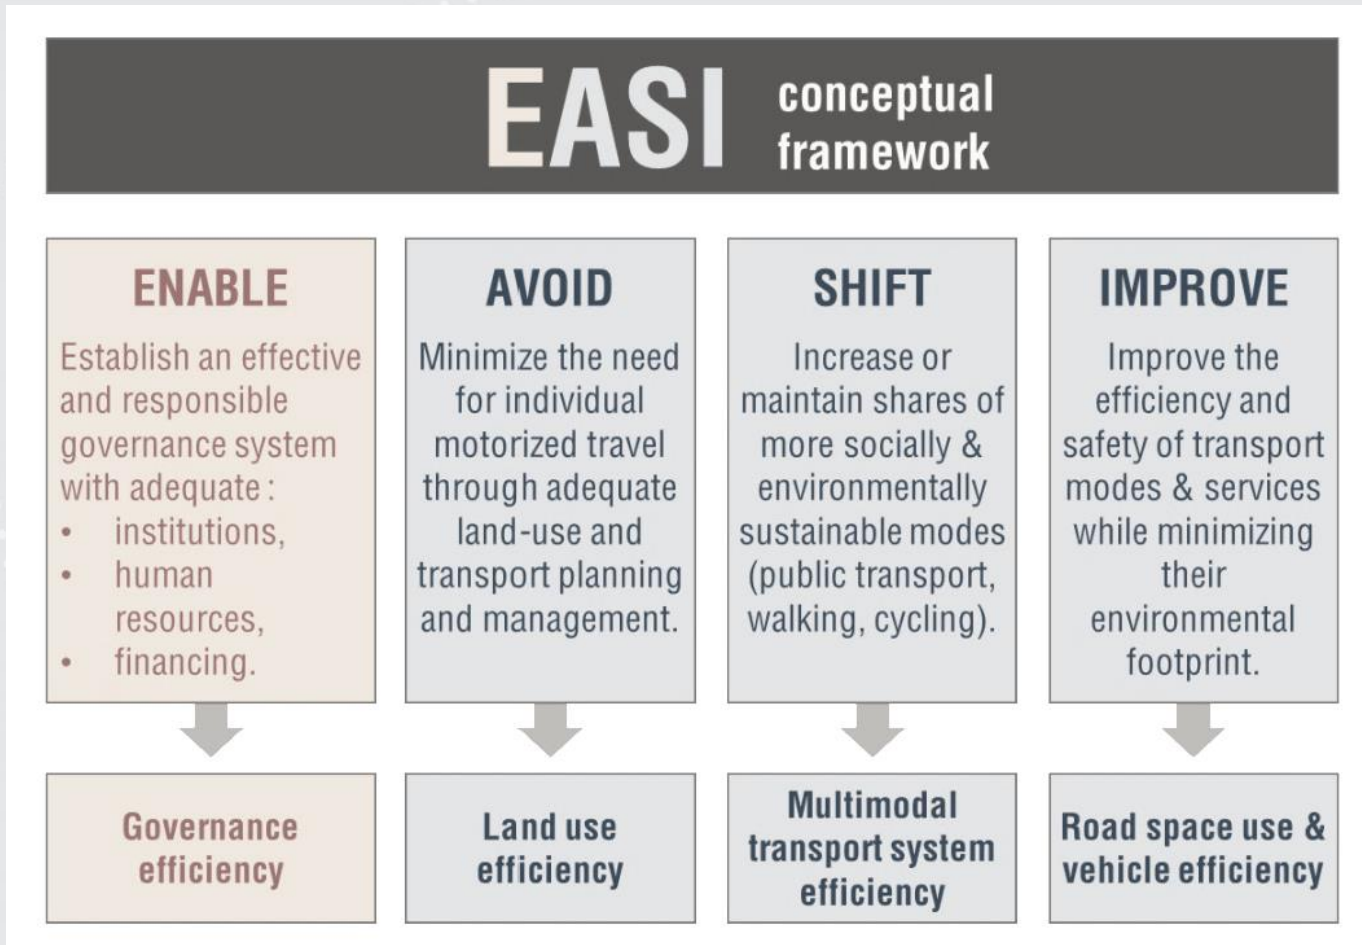 EASI conceptual
framework
ENABLE
Establish an effective
and responsible
governance system
with adequate :
• institutions,
• human
resources,
• financing.
AVOID
Minimize the need
for individual
motorized travel
through adequate
land-use and
transport planning
and management.
SHIFT
Increase or
maintain shares of
more socially &
environmentally
sustainable modes
(public transport,
walking, cycling).
IMPROVE
Improve the
efficiency and
safety of transport
modes & services
while minimizing
their
environmental
footprint.
Governance
efficiency
Land use
efficiency
Multimodal
transport system
efficiency
Road space use &
vehicle efficiency